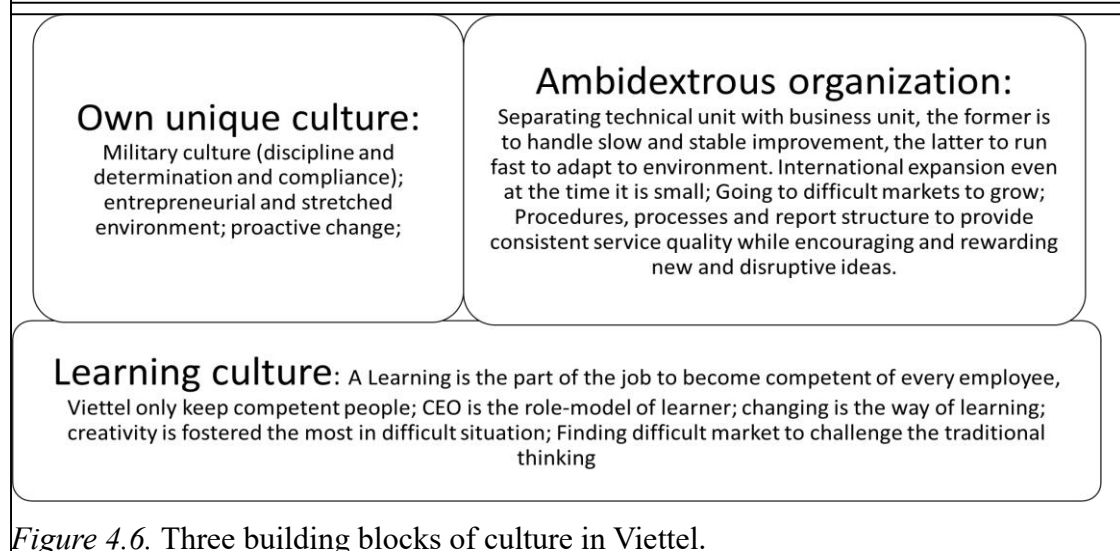 Own unique culture:
Military culture (discipline and
determination and compliance);
entrepreneurial and stretched
environment; proactive change;
Ambidextrous organization:
Separating technical unit with business unit, the former is
to handle slow and stable improvement, the latter to run
fast to adapt to environment. International expansion even
at the time it is small; Going to difficult markets to grow;
Procedures, processes and report structure to provide
consistent service quality while encouraging and rewarding
new and disruptive ideas.
Learning culture: A Learning is the part of the job to become competent of every employee,
Viettel only keep competent people; CEO is the role-model of learner; changing is the way of learning;
creativity is fostered the most in difficult situation; Finding difficult market to challenge the traditional
thinking
Figure 4.6. Three building blocks of culture in Viettel.